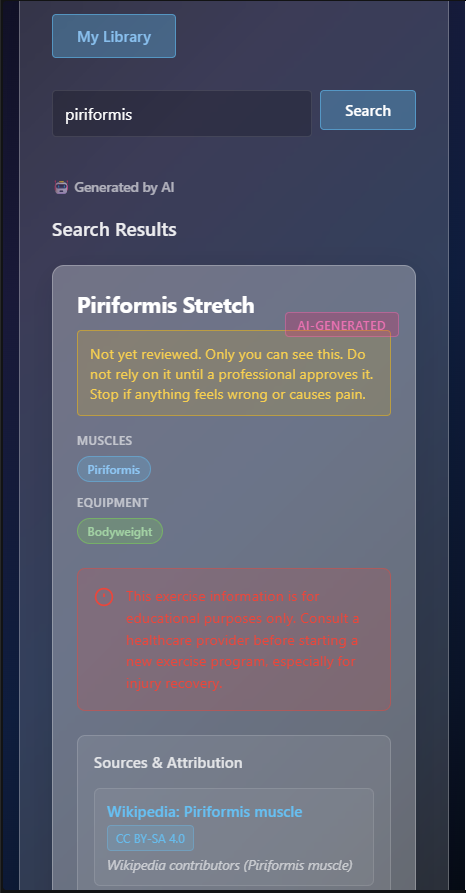 My Library
piriformis
Search
Generated by AI
Search Results
Piriformis Stretch
AI-GENERATED
Not yet reviewed. Only you can see this. Do
not rely on it until a professional approves it.
Stop if anything feels wrong or causes pain.
MUSCLES
Piriformis
EQUIPMENT
Bodyweight
This exercise information is for
educational purposes only. Consult a
healthcare provider before starting a
new exercise program, especially for
injury recovery.
Sources & Attribution
Wikipedia: Piriformis muscle
CC BY-SA 4.0
Wikipedia contributors (Piriformis muscle)